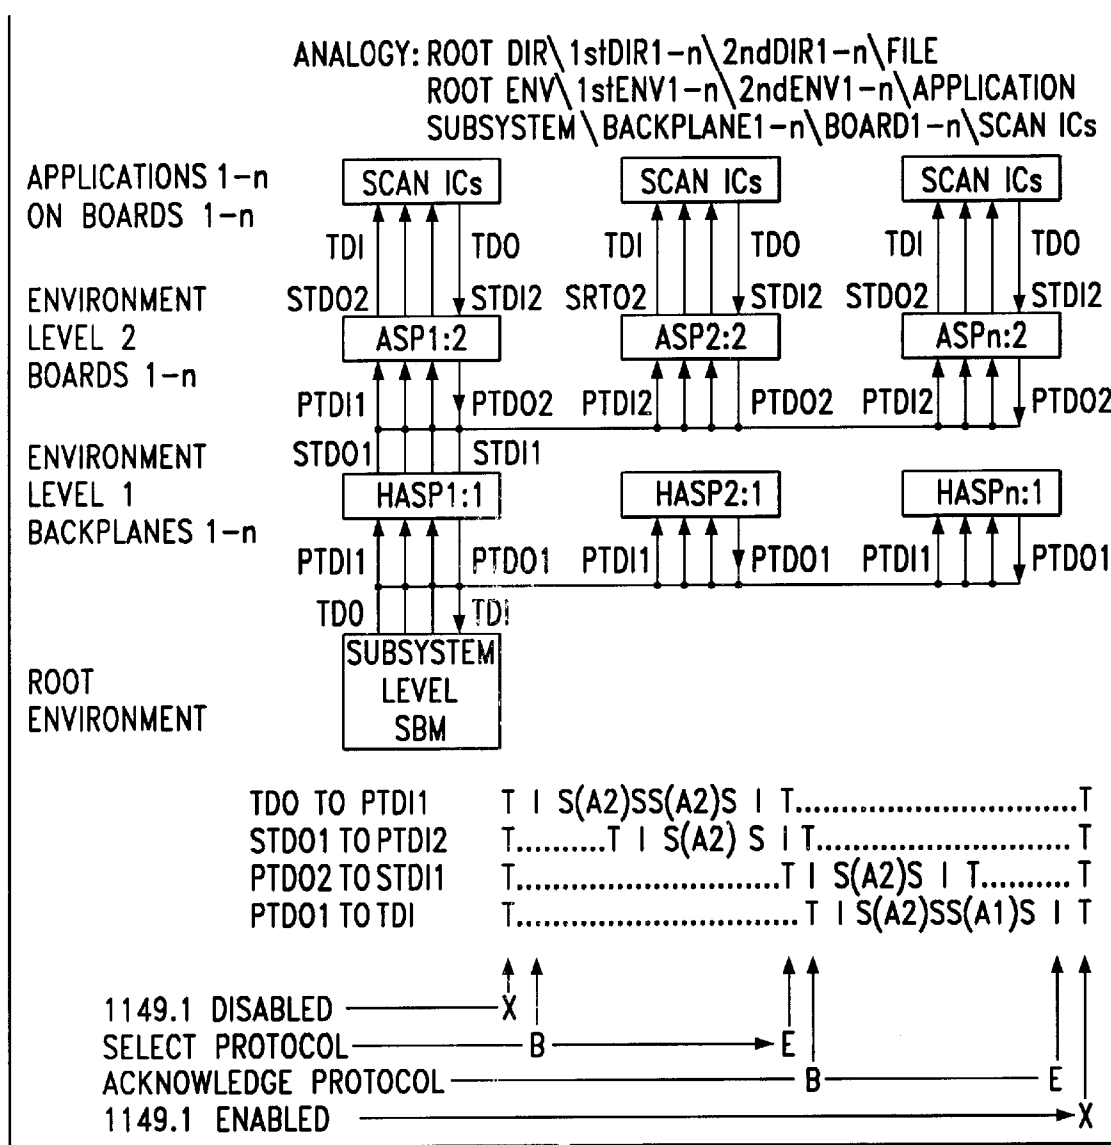 ANALOGY: ROOT DIR\1stDIR1-n\2ndDIR1-n\FILE
ROOT ENV\1stENV1-n\2ndENV1-n\APPLICATION
SUBSYSTEM\BACKPLANE1-n\BOARD1-n\SCAN ICs
APPLICATIONS 1-n
ON BOARDS 1-n
SCAN ICs SCAN ICs SCAN ICs
TDI TDO TDI TDO TDI TDO
STDO2 STDI2 SRTO2 STDI2 STDO2 STDI2
ENVIRONMENT
LEVEL 2
BOARDS 1-n
ASP1:2 ASP2:2 ASPn:2
PTDI1 PTDO2 PTDI2 PTDO2 PTDI2 PTDO2
STDO1 STDI1
ENVIRONMENT
LEVEL 1
BACKPLANES 1-n
HASP1:1 HASP2:1 HASPn:1
PTDI1 PTDO1 PTDI1 PTDO1 PTDI1 PTDO1
TDO TDI
SUBSYSTEM
LEVEL
SBM
ROOT
ENVIRONMENT
TDO TO PTDI1 T I S(A2)SS(A2)S I T.............................T
STDO1 TO PTDI2 T..........T I S(A2) S I T.......................... T
PTDO2 TO STDI1 T............................T I S(A2)S I T.......... T
PTDO1 TO TDI T..............................T I S(A2)SS(A1)S I T
1149.1 DISABLED X
SELECT PROTOCOL B E
ACKNOWLEDGE PROTOCOL B E
1149.1 ENABLED X